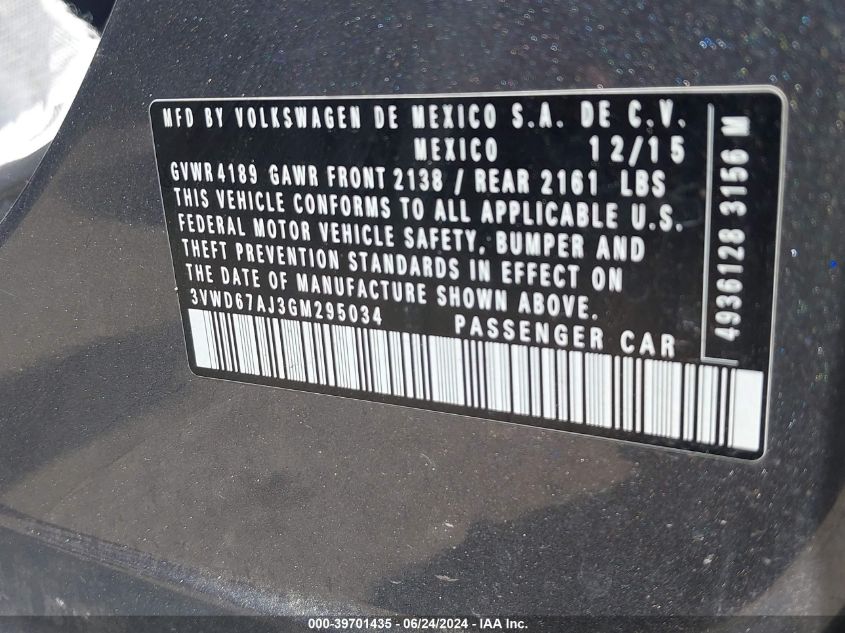 MFD BY VOLKSWAGEN DE MEXICO S.A. DE C.V.
MEXICO 12/15
GVWR 4189 GAWR FRONT 2138 / REAR 2161 LBS
THIS VEHICLE CONFORMS TO ALL APPLICABLE U.S.
FEDERAL MOTOR VEHICLE SAFETY, BUMPER AND
THEFT PREVENTION STANDARDS IN EFFECT ON
THE DATE OF MANUFACTURE SHOWN ABOVE.
3VWD67AJ3GM295034 PASSENGER CAR
4936128 3156 M
000-39701435 - 06/24/2024 - IAA Inc.